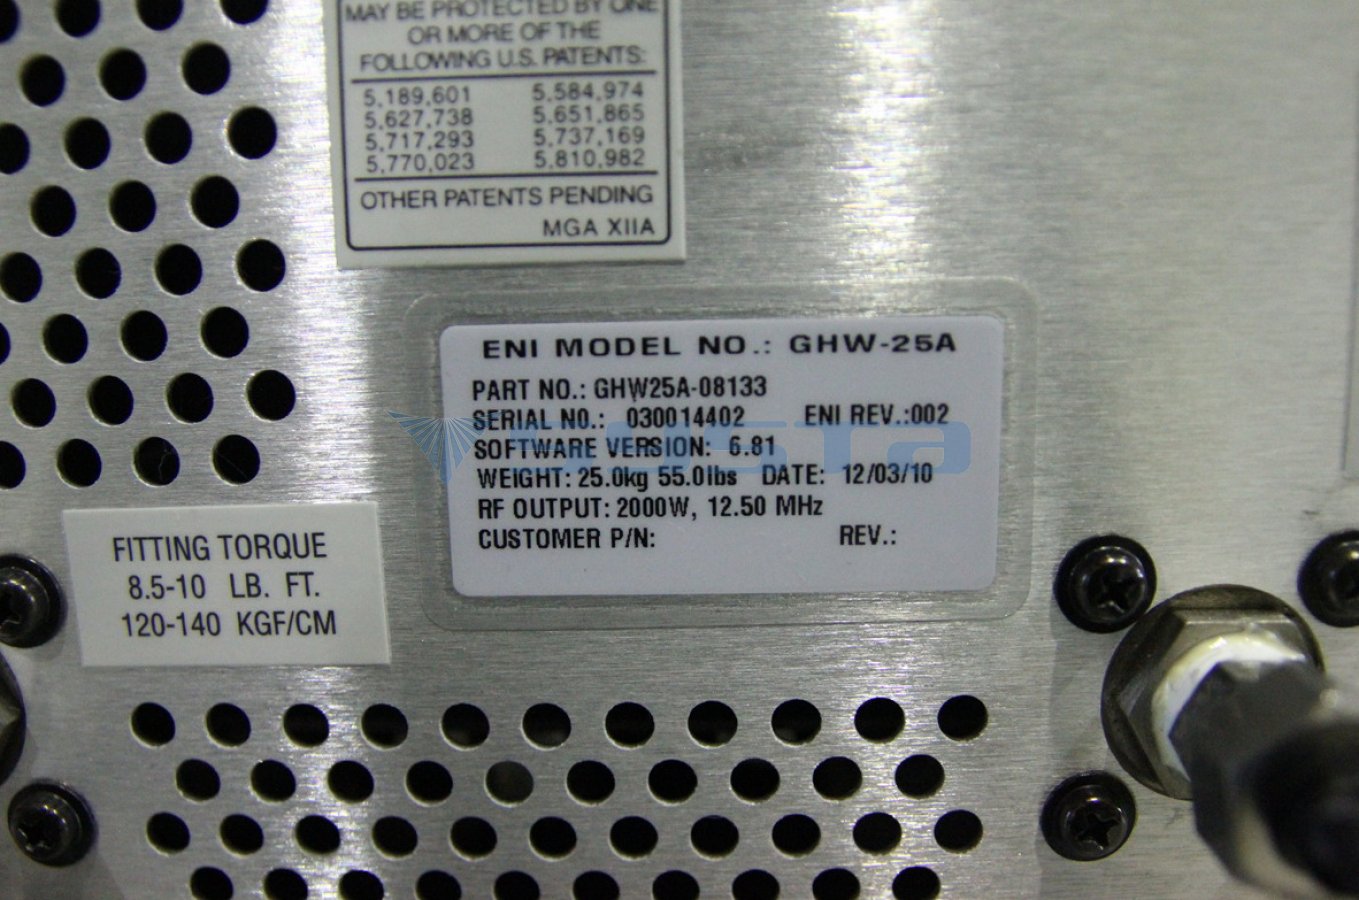 MAY BE PROTECTED BY ONE
OR MORE OF THE
FOLLOWING U.S. PATENTS:
5,189,601 5,584,974
5,627,738 5,651,865
5,717,293 5,737,169
5,770,023 5,810,982
OTHER PATENTS PENDING
MGA XIIA
ENI MODEL NO.: GHW-25A
PART NO.: GHW25A-08133
SERIAL NO.: 030014402 ENI REV.:002
SOFTWARE VERSION: 6.81
WEIGHT: 25.0kg 55.0lbs DATE: 12/03/10
RF OUTPUT: 2000W, 12.50 MHz
CUSTOMER P/N: REV.:
FITTING TORQUE
8.5-10 LB. FT.
120-140 KGF/CM